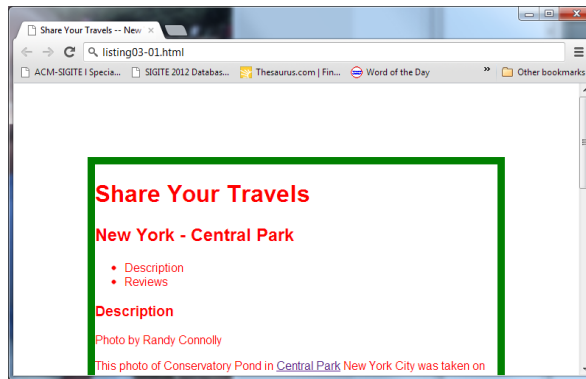 Share Your Travels -- New
listing03-01.html
ACM-SIGITE I Specia... SIGITE 2012 Databas... Thesaurus.com | Fin... Word of the Day » Other bookmarks
Share Your Travels
New York - Central Park
Description
Reviews
Description
Photo by Randy Connolly
This photo of Conservatory Pond in Central Park New York City was taken on